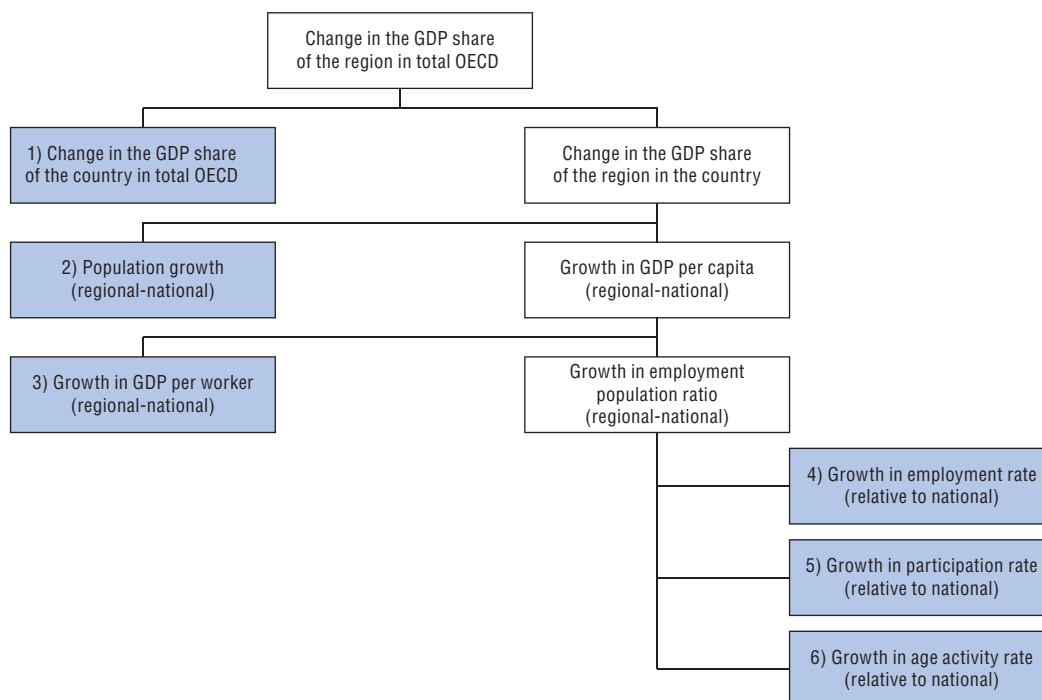 Change in the GDP share
of the region in total OECD
1) Change in the GDP share
of the country in total OECD
Change in the GDP share
of the region in the country
2) Population growth
(regional-national)
Growth in GDP per capita
(regional-national)
3) Growth in GDP per worker
(regional-national)
Growth in employment
population ratio
(regional-national)
4) Growth in employment rate
(relative to national)
5) Growth in participation rate
(relative to national)
6) Growth in age activity rate
(relative to national)